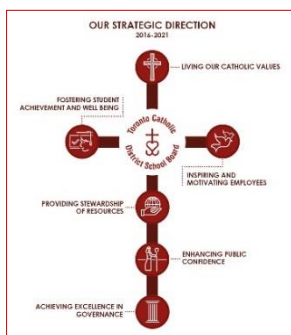 OUR STRATEGIC DIRECTION
2016-2021
LIVING OUR CATHOLIC VALUES
FOSTERING STUDENT
ACHIEVEMENT AND WELL BEING
Toronto Catholic
District School Board
INSPIRING AND
MOTIVATING EMPLOYEES
PROVIDING STEWARDSHIP
OF RESOURCES
ENHANCING PUBLIC
CONFIDENCE
ACHIEVING EXCELLENCE IN
GOVERNANCE